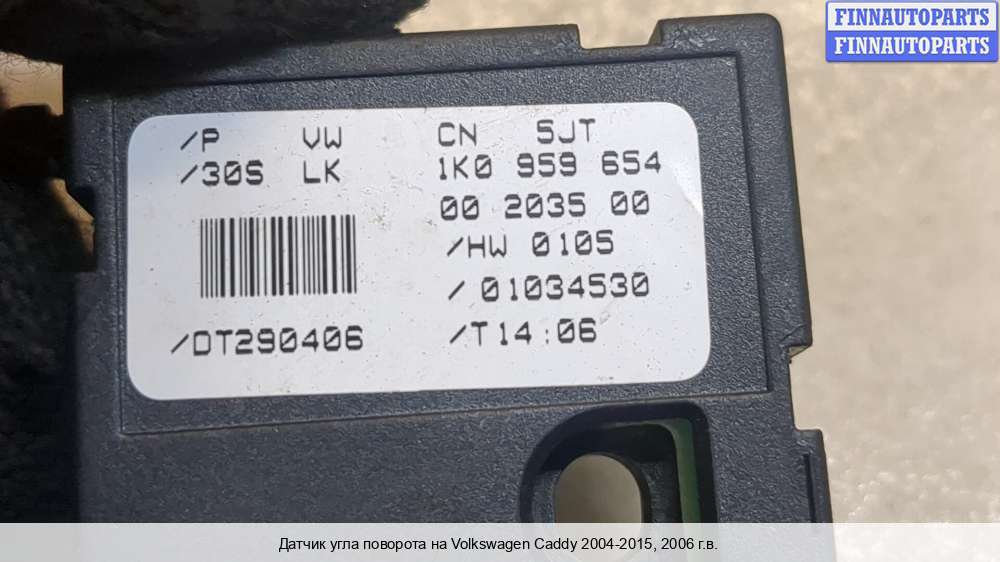 FINNAUTOPARTS
FINNAUTOPARTS
/P VW CN 5JT
/30S LK 1K0 959 654
00 2035 00
/HW 0105
/ 01034530
/DT290406 /T14:06
Датчик угла поворота на Volkswagen Caddy 2004-2015, 2006 г.в.